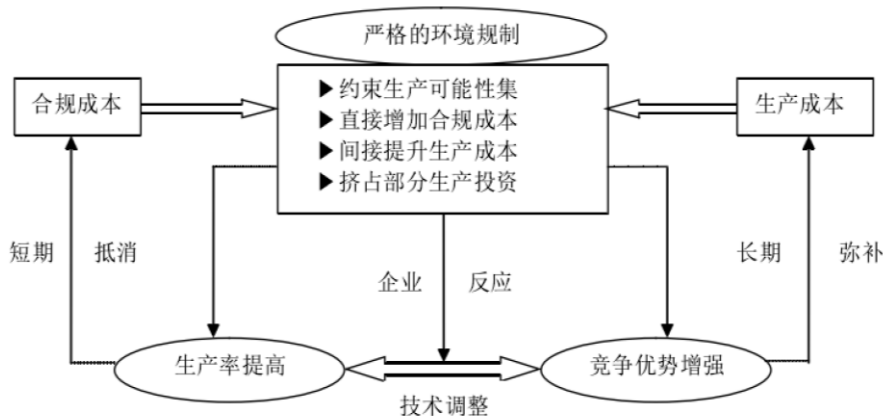 严格的环境规制
合规成本
▶约束生产可能性集
▶直接增加合规成本
▶间接提升生产成本
▶挤占部分生产投资
生产成本
短期 抵消
企业 反应
长期 弥补
生产率提高
竞争优势增强
技术调整